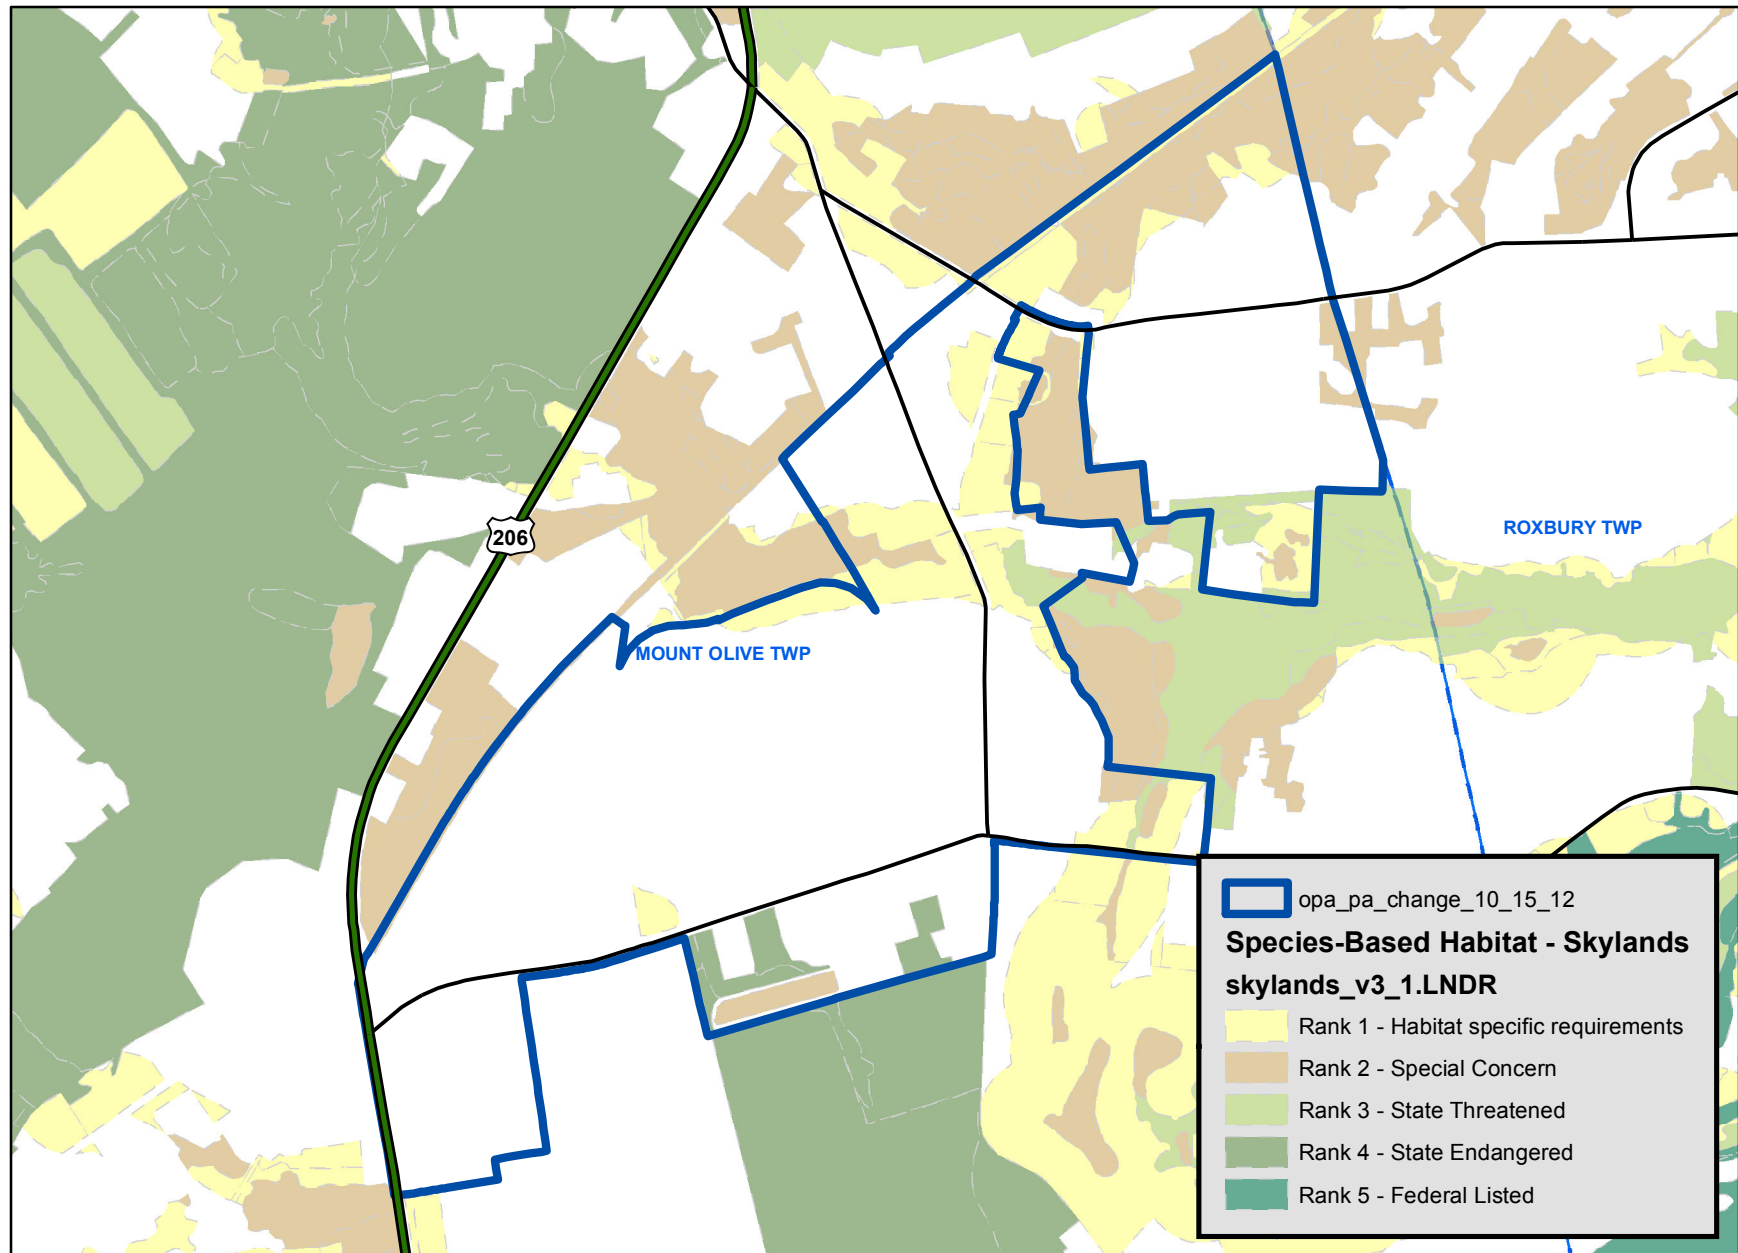 206
ROXBURY TWP
MOUNT OLIVE TWP
opa_pa_change_10_15_12
Species-Based Habitat - Skylands
skylands_v3_1.LNDR
Rank 1 - Habitat specific requirements
Rank 2 - Special Concern
Rank 3 - State Threatened
Rank 4 - State Endangered
Rank 5 - Federal Listed